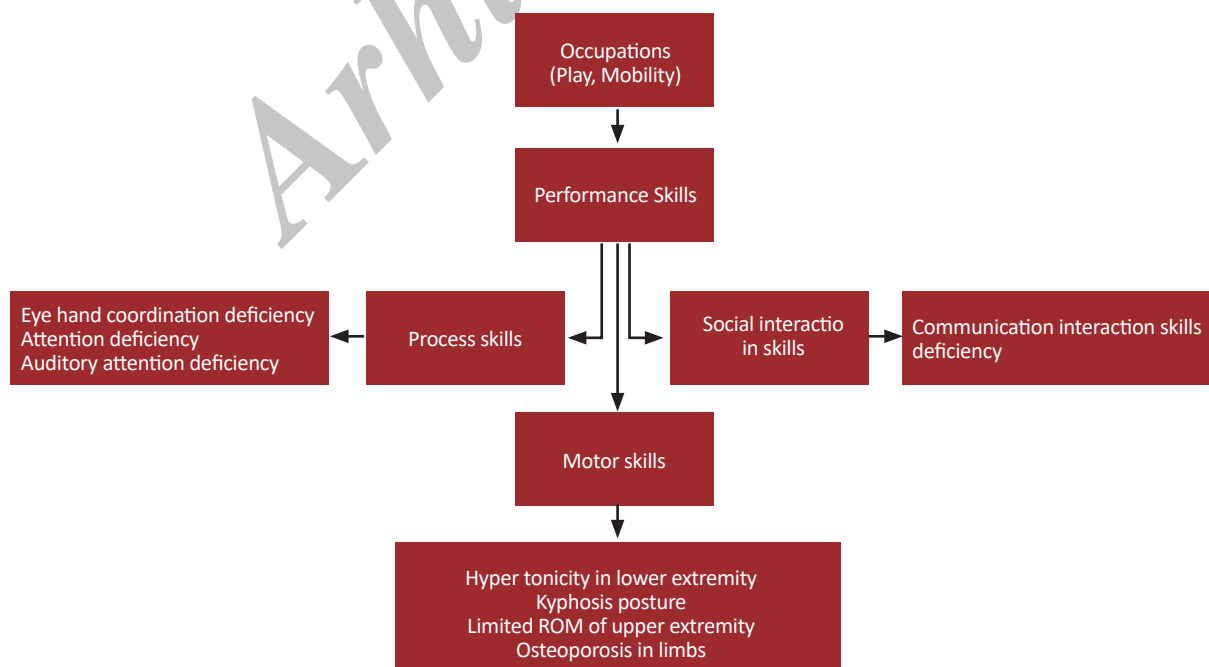 Occupations
(Play, Mobility)
Performance Skills
Eye hand coordination deficiency
Attention deficiency
Auditory attention deficiency
Process skills
Social interactio
in skills
Communication interaction skills
deficiency
Motor skills
Hyper tonicity in lower extremity
Kyphosis posture
Limited ROM of upper extremity
Osteoporosis in limbs